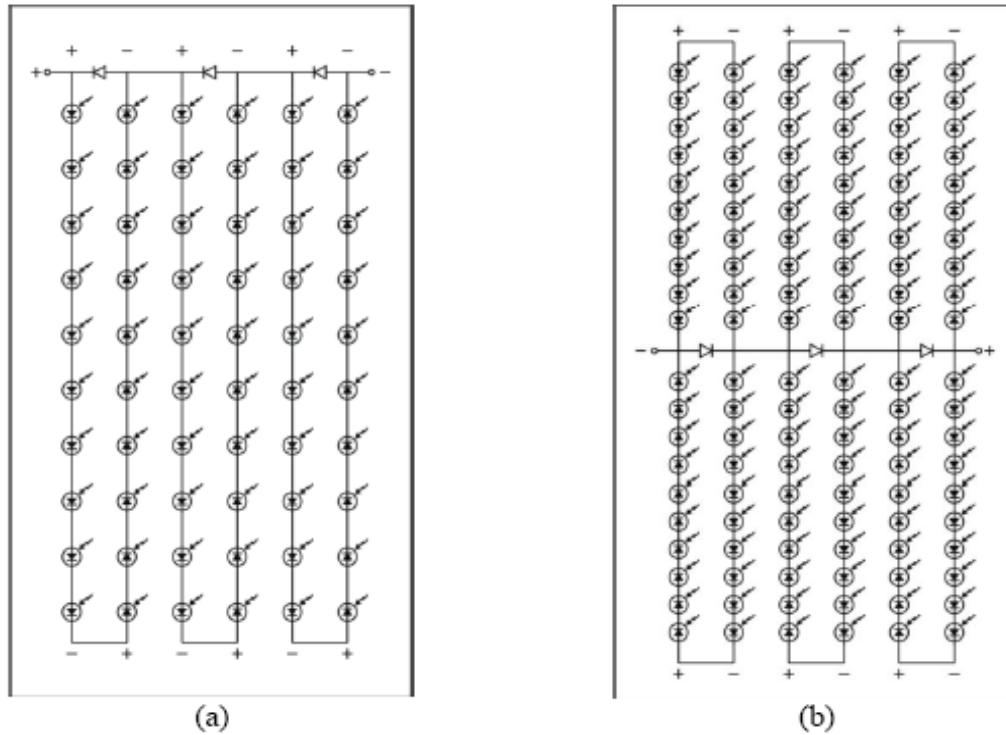 + − + − + −
+ −
− + − + − +
(a)
+ − + − + −
− +
+ − + − + −
(b)